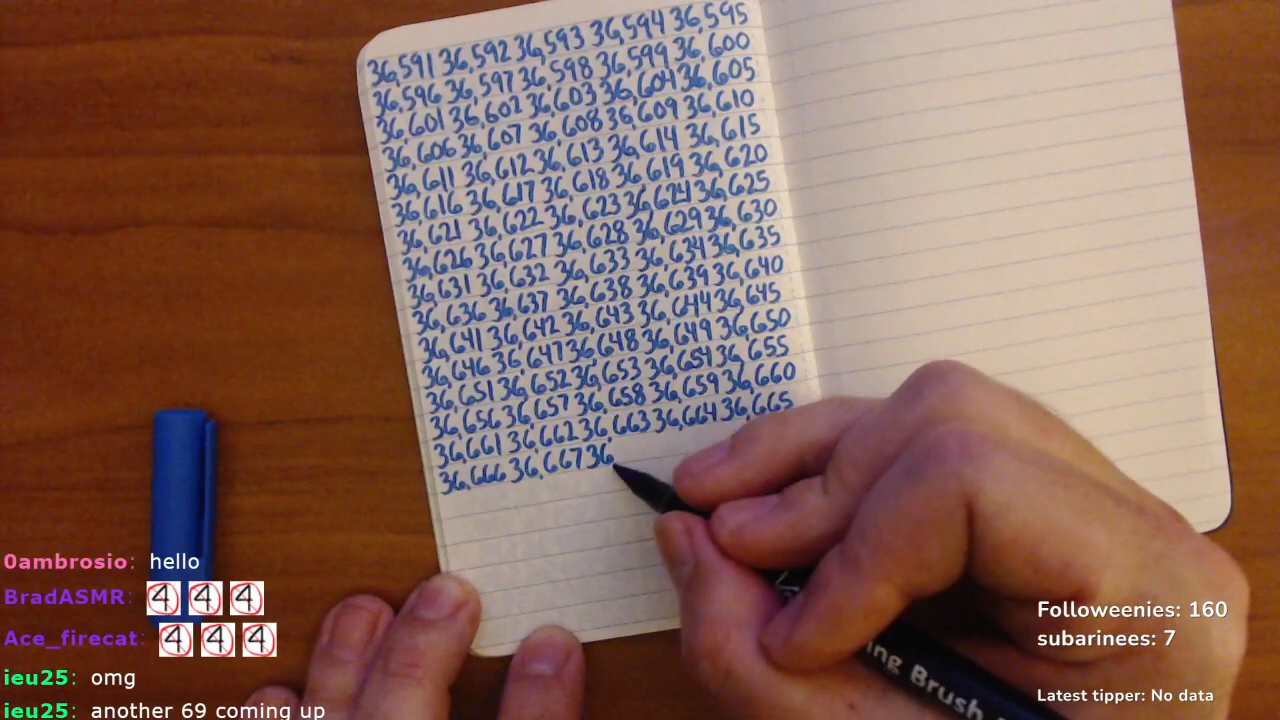 36,591 36,592 36,593 36,594 36,595
36,596 36,597 36,598 36,599 36,600
36,601 36,602 36,603 36,604 36,605
36,606 36,607 36,608 36,609 36,610
36,611 36,612 36,613 36,614 36,615
36,616 36,617 36,618 36,619 36,620
36,621 36,622 36,623 36,624 36,625
36,626 36,627 36,628 36,629 36,630
36,631 36,632 36,633 36,634 36,635
36,636 36,637 36,638 36,639 36,640
36,641 36,642 36,643 36,644 36,645
36,646 36,647 36,648 36,649 36,650
36,651 36,652 36,653 36,654 36,655
36,656 36,657 36,658 36,659 36,660
36,661 36,662 36,663 36,664 36,665
36,666 36,667 36,
0ambrosio: hello
BradASMR: 4 4 4
Ace_firecat: 4 4 4
ieu25: omg
ieu25: another 69 coming up
ing Brush
Followeenies: 160
subarinees: 7
Latest tipper: No data